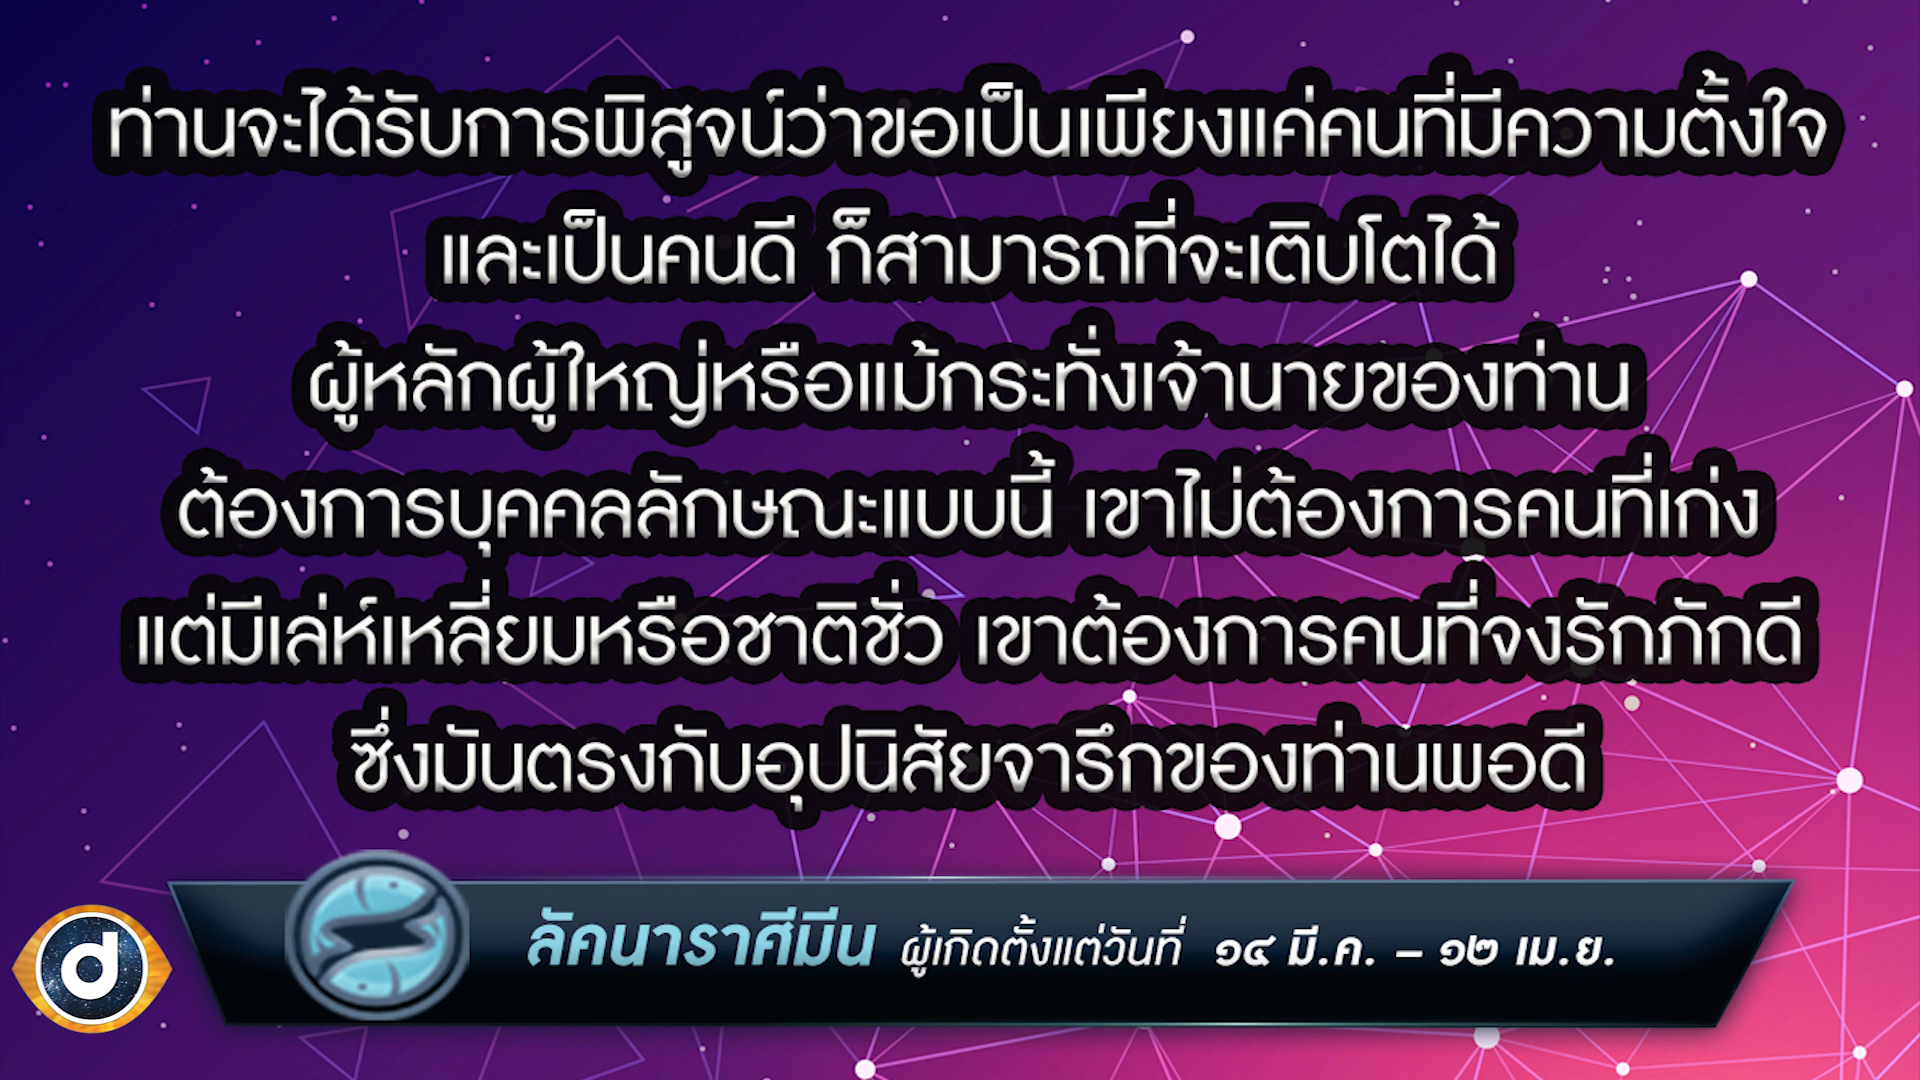 ท่านจะได้รับการพิสูจน์ว่าขอเป็นเพียงแค่คนที่มีความตั้งใจ
และเป็นคนดี ก็สามารถที่จะเติบโตได้
ผู้หลักผู้ใหญ่หรือแม้กระทั่งเจ้านายของท่าน
ต้องการบุคคลลักษณะแบบนี้ เขาไม่ต้องการคนที่เก่ง
แต่มีเล่ห์เหลี่ยมหรือชาติชั่ว เขาต้องการคนที่จงรักภักดี
ซึ่งมันตรงกับอุปนิสัยจารึกของท่านพอดี
ลัคนาราศีมีน ผู้เกิดตั้งแต่วันที่ ๑๔ มี.ค. – ๑๒ เม.ย.
d